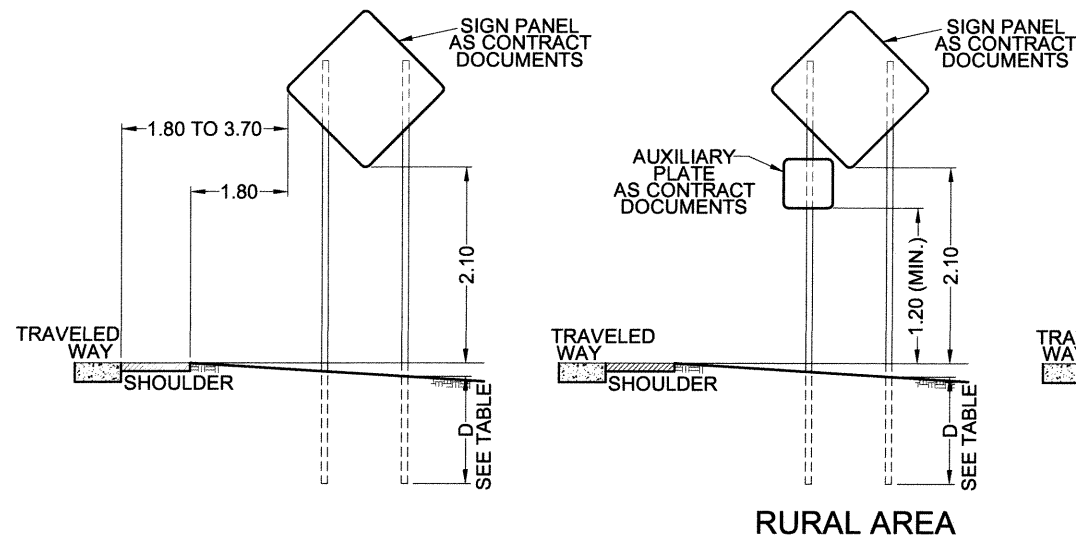 SIGN PANEL
AS CONTRACT
DOCUMENTS
1.80 TO 3.70
1.80
2.10
TRAVELED
WAY
SHOULDER
D
SEE TABLE
SIGN PANEL
AS CONTRACT
DOCUMENTS
AUXILIARY
PLATE
AS CONTRACT
DOCUMENTS
1.20 (MIN.)
2.10
TRAVELED
WAY
SHOULDER
D
SEE TABLE
RURAL AREA